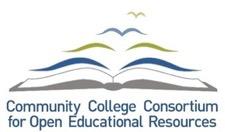 Community College Consortium
for Open Educational Resources